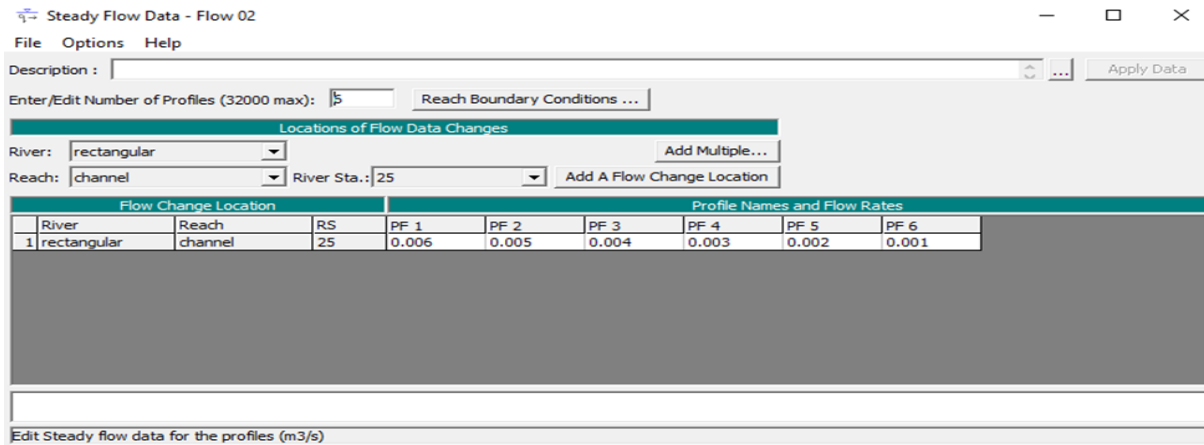 Steady Flow Data - Flow 02
File Options Help
Description : ... Apply Data
Enter/Edit Number of Profiles (32000 max): 5 Reach Boundary Conditions ...
Locations of Flow Data Changes
River: rectangular Add Multiple...
Reach: channel River Sta.: 25 Add A Flow Change Location
Flow Change Location Profile Names and Flow Rates
River Reach RS PF 1 PF 2 PF 3 PF 4 PF 5 PF 6
1 rectangular channel 25 0.006 0.005 0.004 0.003 0.002 0.001
Edit Steady flow data for the profiles (m3/s)